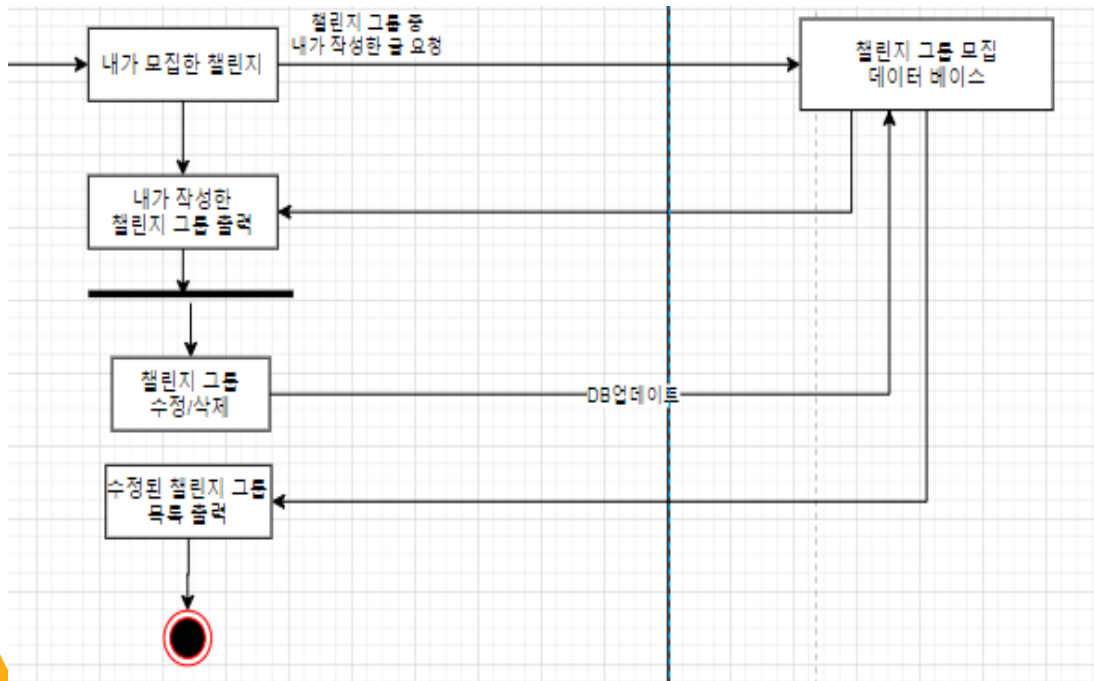 챌린지 그룹 중
내가 작성한 글 요청
내가 모집한 챌린지
챌린지 그룹 모집
데이터 베이스
내가 작성한
챌린지 그룹 출력
챌린지 그룹
수정/삭제
DB업데이트
수정된 챌린지 그룹
목록 출력